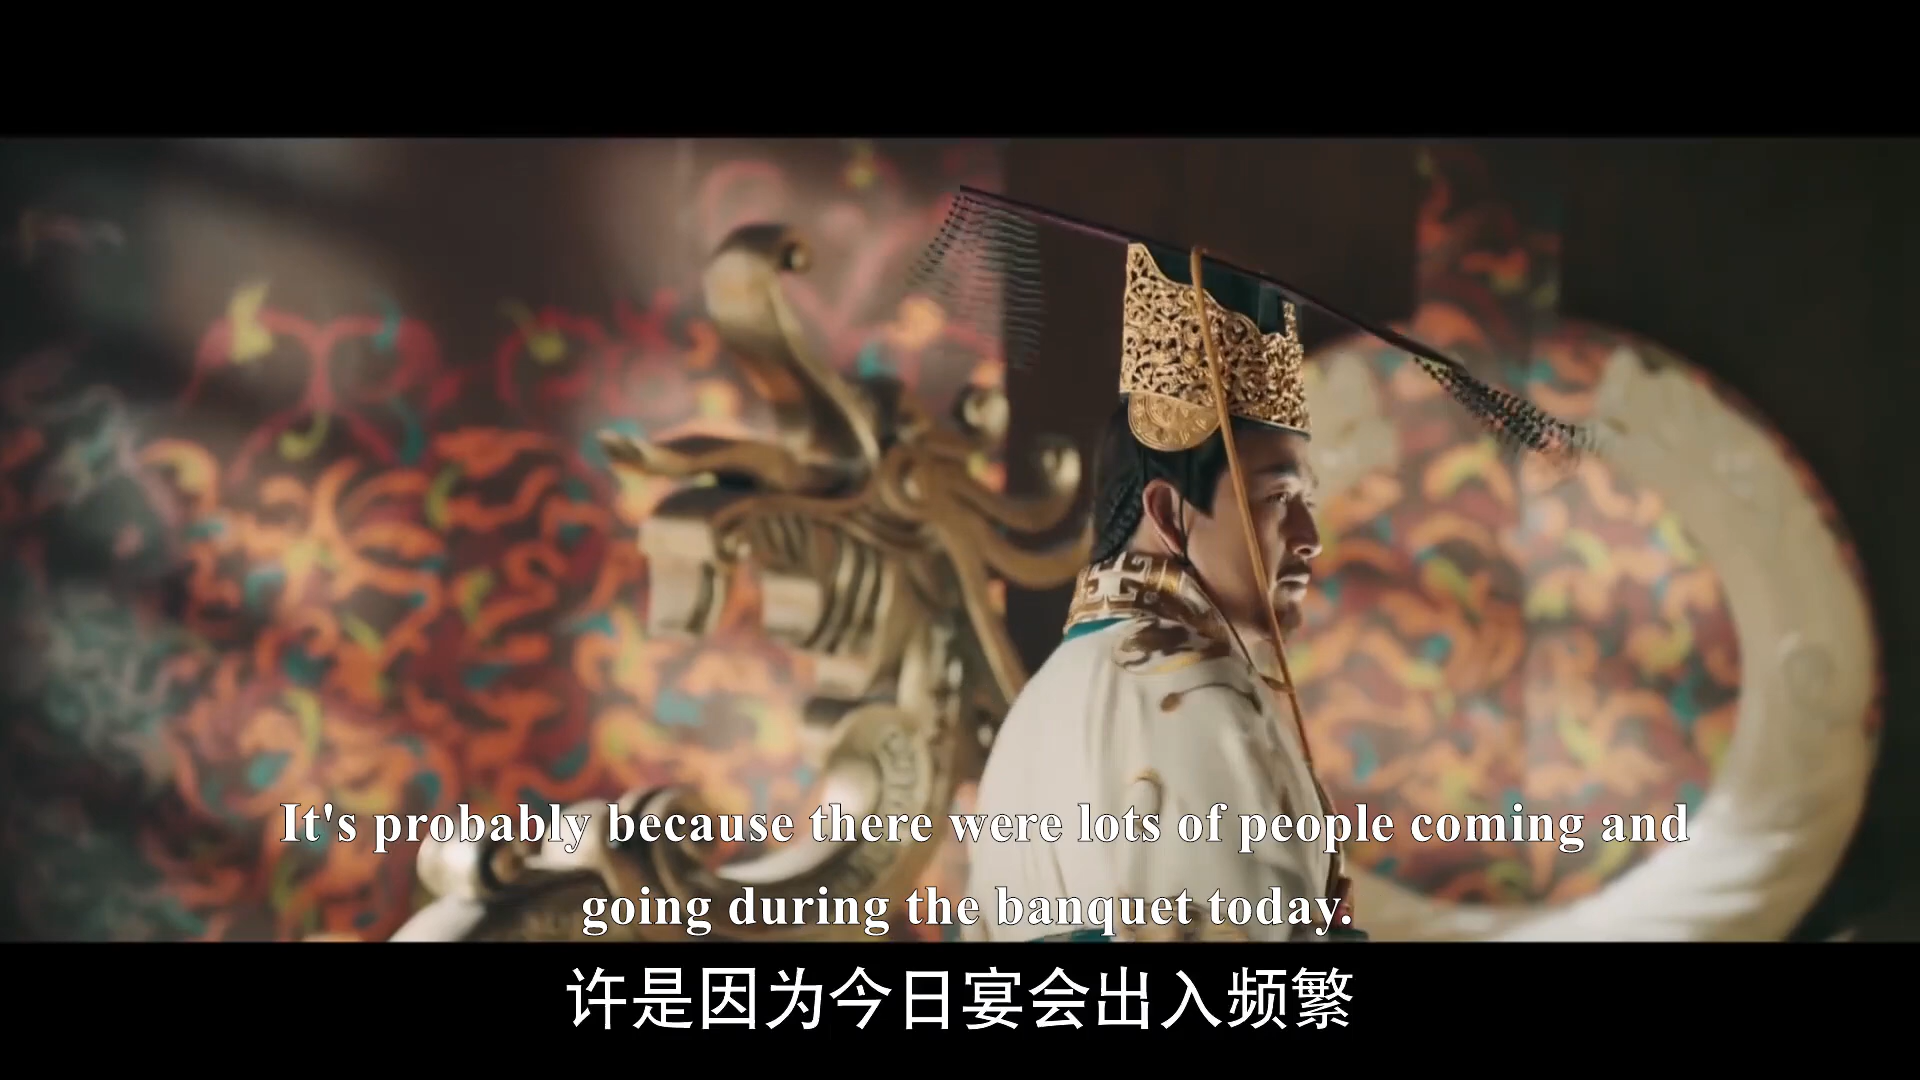 It's probably because there were lots of people coming and
going during the banquet today.
许是因为今日宴会出入频繁